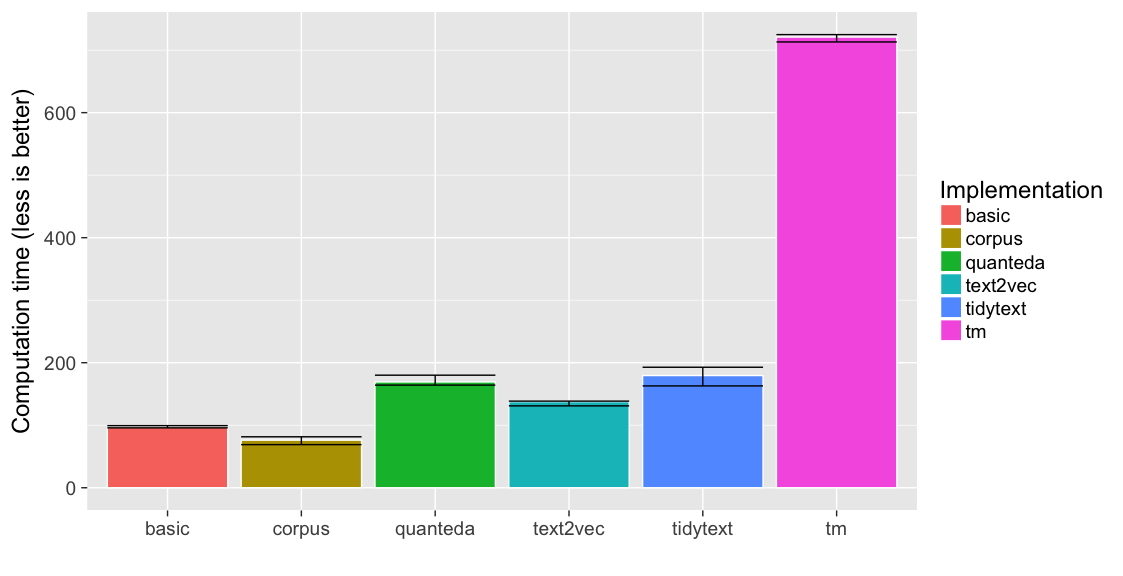 Computation time (less is better)
600
400
200
0
basic
corpus
quanteda
text2vec
tidytext
tm
Implementation
basic
corpus
quanteda
text2vec
tidytext
tm